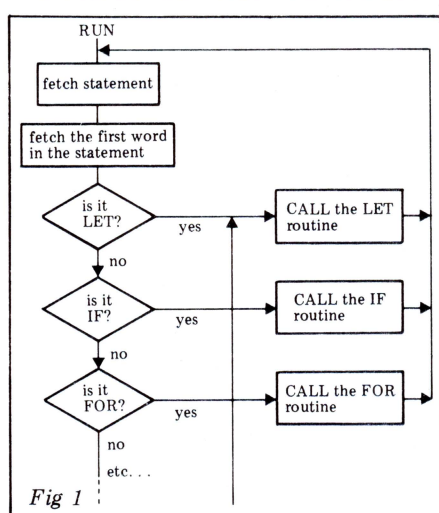 RUN
fetch statement
fetch the first word
in the statement
is it
LET?
yes
CALL the LET
routine
no
is it
IF?
yes
CALL the IF
routine
no
is it
FOR?
yes
CALL the FOR
routine
no
etc...
Fig 1